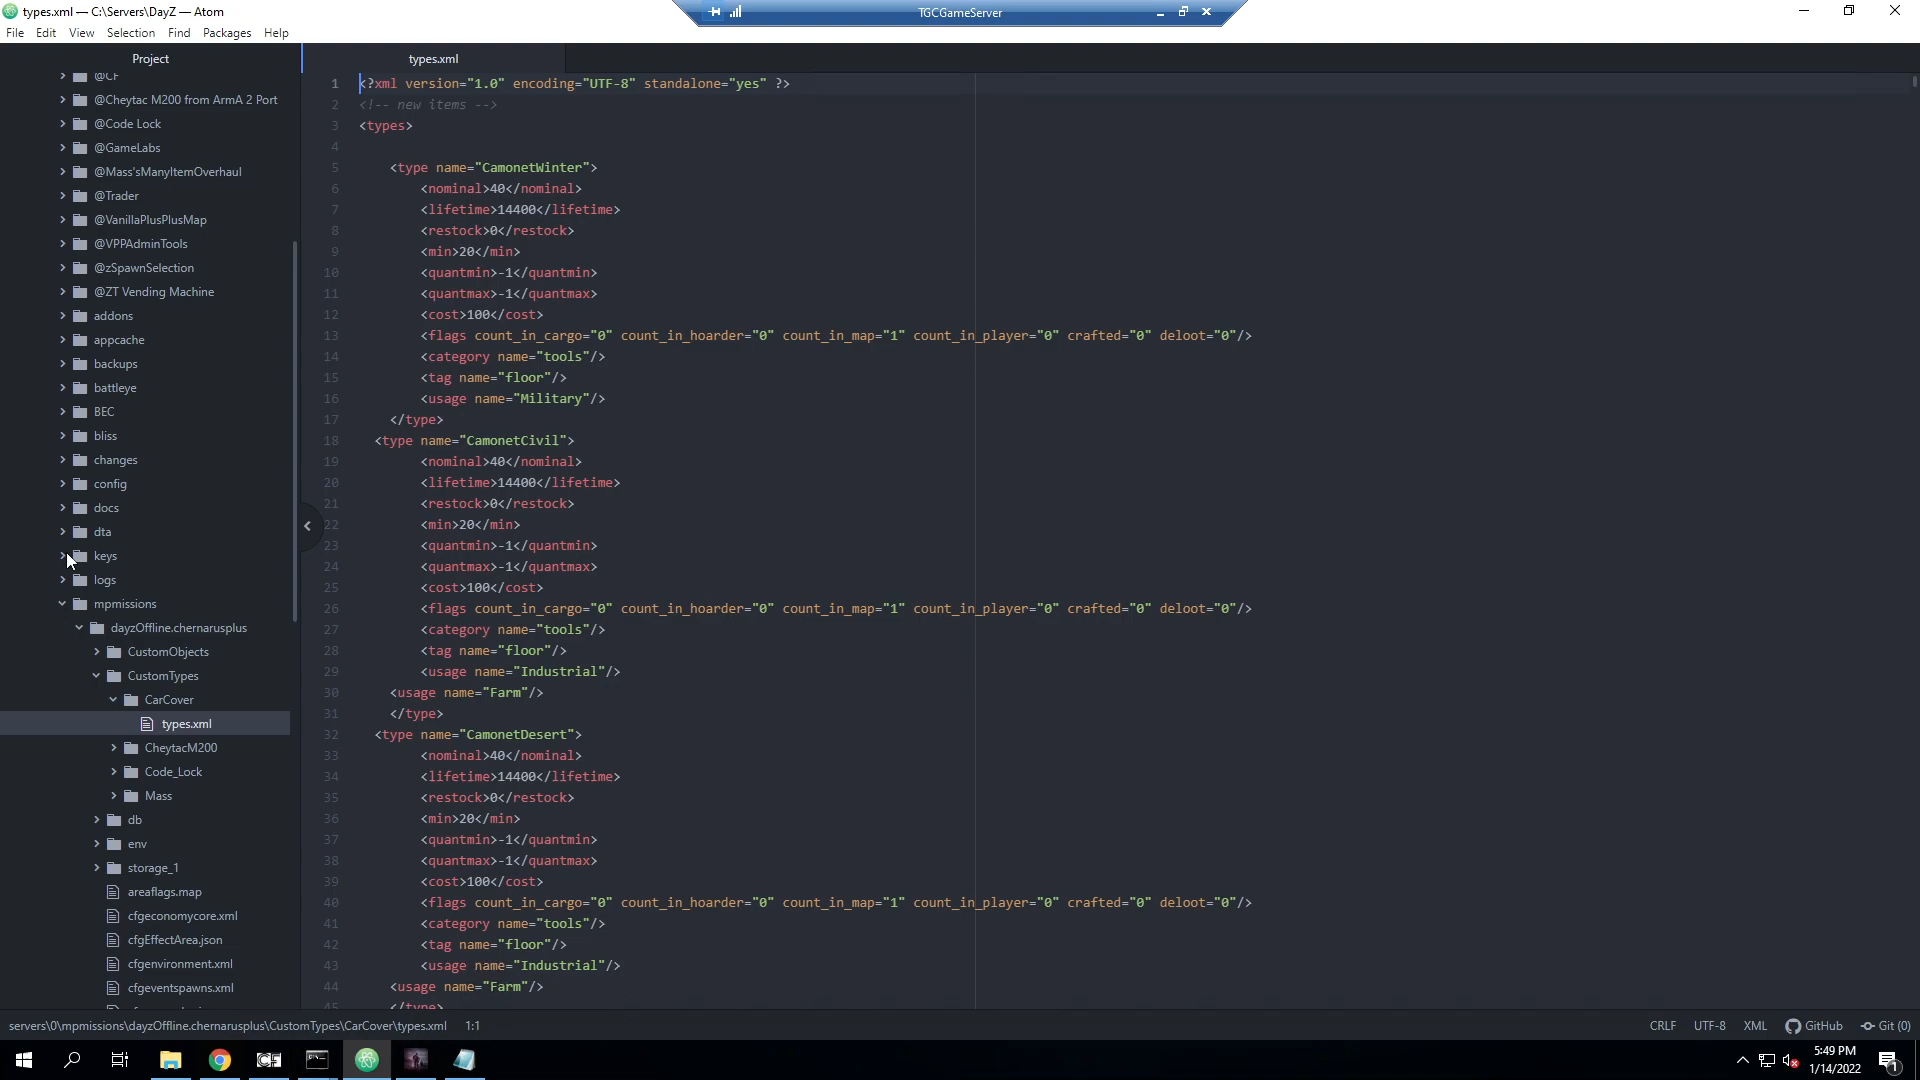 types.xml — C:\Servers\DayZ — Atom
TGCGameServer
File Edit View Selection Find Packages Help
Project
types.xml
@CF
@Cheytac M200 from ArmA 2 Port
@Code Lock
@GameLabs
@Mass'sManyItemOverhaul
@Trader
@VanillaPlusPlusMap
@VPPAdminTools
@zSpawnSelection
@ZT Vending Machine
addons
appcache
backups
battleye
BEC
bliss
changes
config
docs
dta
keys
logs
mpmissions
dayzOffline.chernarusplus
CustomObjects
CustomTypes
CarCover
types.xml
CheytacM200
Code_Lock
Mass
db
env
storage_1
areaflags.map
cfgeconomycore.xml
cfgEffectArea.json
cfgenvironment.xml
cfgeventspawns.xml
1 <?xml version="1.0" encoding="UTF-8" standalone="yes" ?>
2 <!-- new items -->
3 <types>
4
5 <type name="CamonetWinter">
6 <nominal>40</nominal>
7 <lifetime>14400</lifetime>
8 <restock>0</restock>
9 <min>20</min>
10 <quantmin>-1</quantmin>
11 <quantmax>-1</quantmax>
12 <cost>100</cost>
13 <flags count_in_cargo="0" count_in_hoarder="0" count_in_map="1" count_in_player="0" crafted="0" deloot="0"/>
14 <category name="tools"/>
15 <tag name="floor"/>
16 <usage name="Military"/>
17 </type>
18 <type name="CamonetCivil">
19 <nominal>40</nominal>
20 <lifetime>14400</lifetime>
21 <restock>0</restock>
22 <min>20</min>
23 <quantmin>-1</quantmin>
24 <quantmax>-1</quantmax>
25 <cost>100</cost>
26 <flags count_in_cargo="0" count_in_hoarder="0" count_in_map="1" count_in_player="0" crafted="0" deloot="0"/>
27 <category name="tools"/>
28 <tag name="floor"/>
29 <usage name="Industrial"/>
30 <usage name="Farm"/>
31 </type>
32 <type name="CamonetDesert">
33 <nominal>40</nominal>
34 <lifetime>14400</lifetime>
35 <restock>0</restock>
36 <min>20</min>
37 <quantmin>-1</quantmin>
38 <quantmax>-1</quantmax>
39 <cost>100</cost>
40 <flags count_in_cargo="0" count_in_hoarder="0" count_in_map="1" count_in_player="0" crafted="0" deloot="0"/>
41 <category name="tools"/>
42 <tag name="floor"/>
43 <usage name="Industrial"/>
44 <usage name="Farm"/>
45 </type>
servers\0\mpmissions\dayzOffline.chernarusplus\CustomTypes\CarCover\types.xml 1:1
CRLF UTF-8 XML GitHub Git (0)
5:49 PM
1/14/2022
1